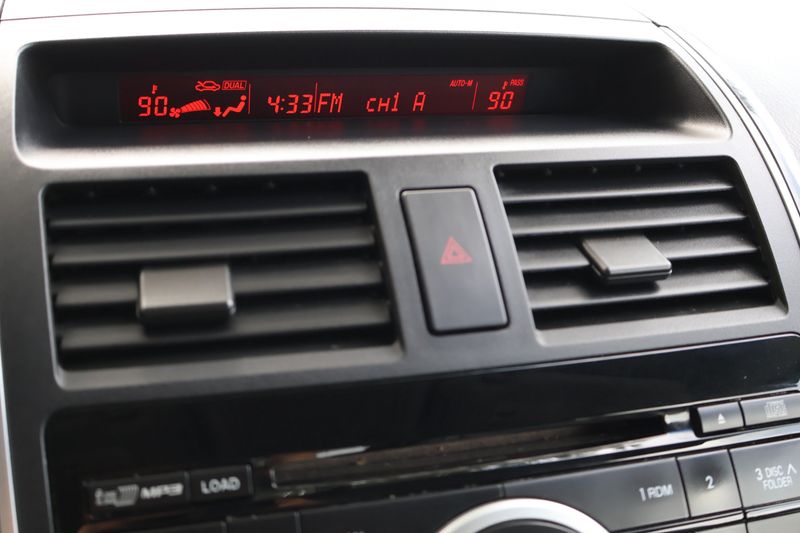 DUAL AUTO-M PASS
90 4:33 FM CH1 A 90
MP3 LOAD
1 RDM 2 3 DISC ∧
FOLDER